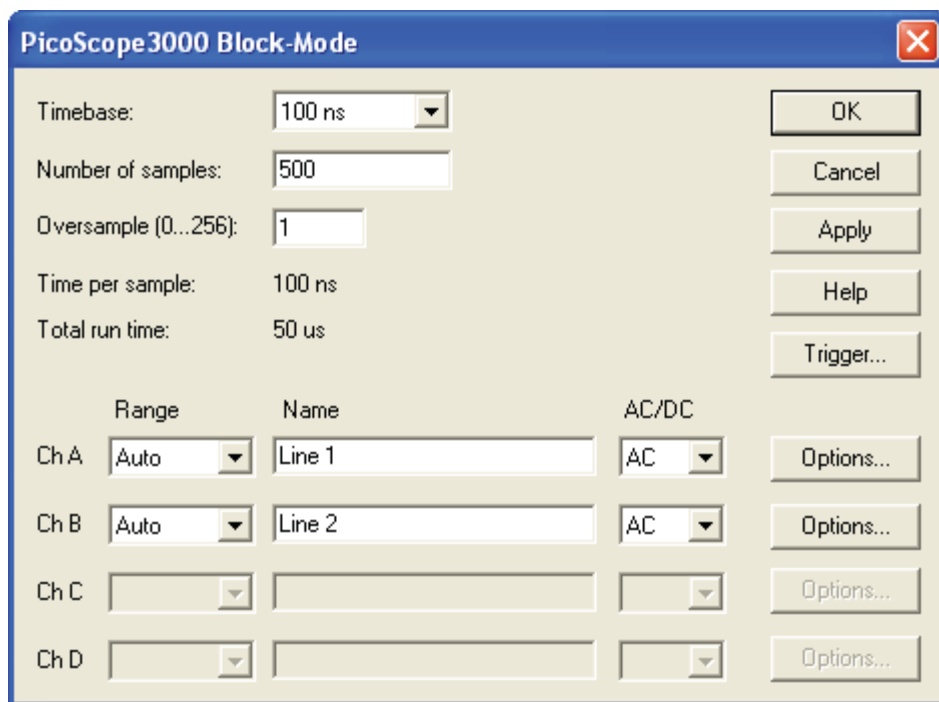 PicoScope3000 Block-Mode
Timebase: 100 ns OK
Number of samples: 500 Cancel
Oversample (0...256): 1 Apply
Time per sample: 100 ns Help
Total run time: 50 us
Trigger...
Range Name AC/DC
Ch A Auto Line 1 AC Options...
Ch B Auto Line 2 AC Options...
Ch C Options...
Ch D Options...